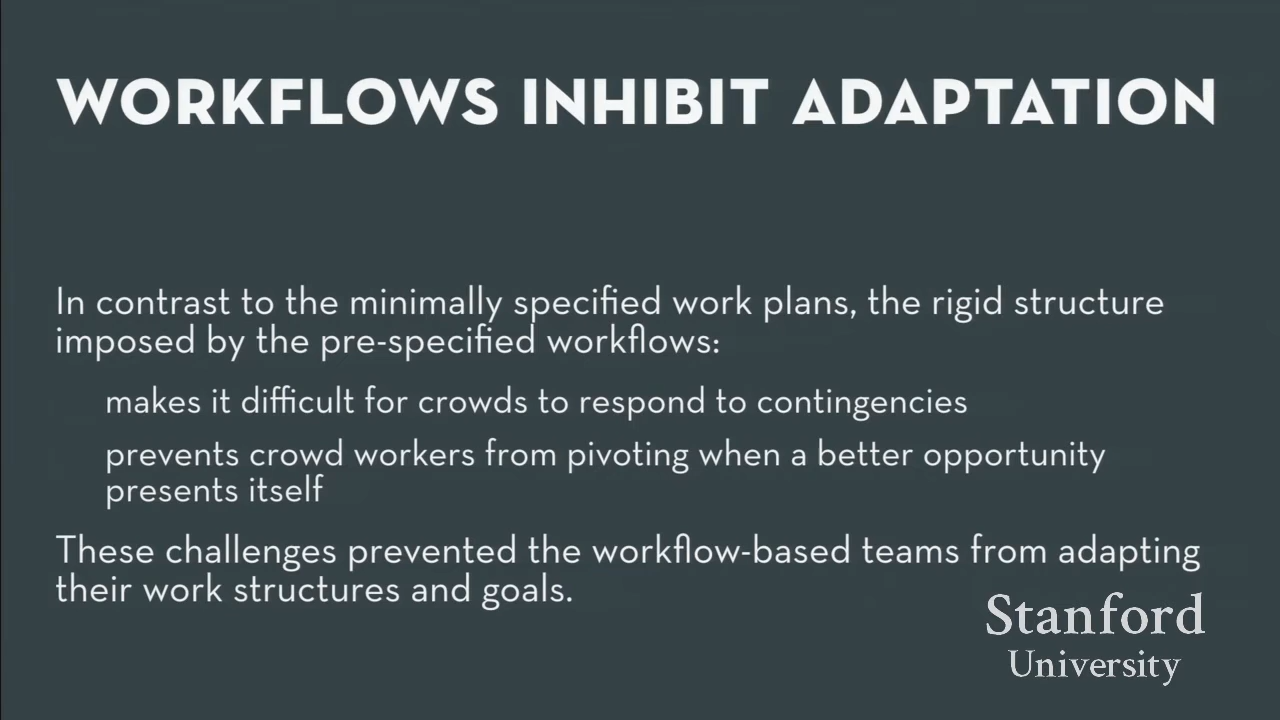 WORKFLOWS INHIBIT ADAPTATION
In contrast to the minimally specified work plans, the rigid structure
imposed by the pre-specified workflows:
makes it difficult for crowds to respond to contingencies
prevents crowd workers from pivoting when a better opportunity
presents itself
These challenges prevented the workflow-based teams from adapting
their work structures and goals.
Stanford
University